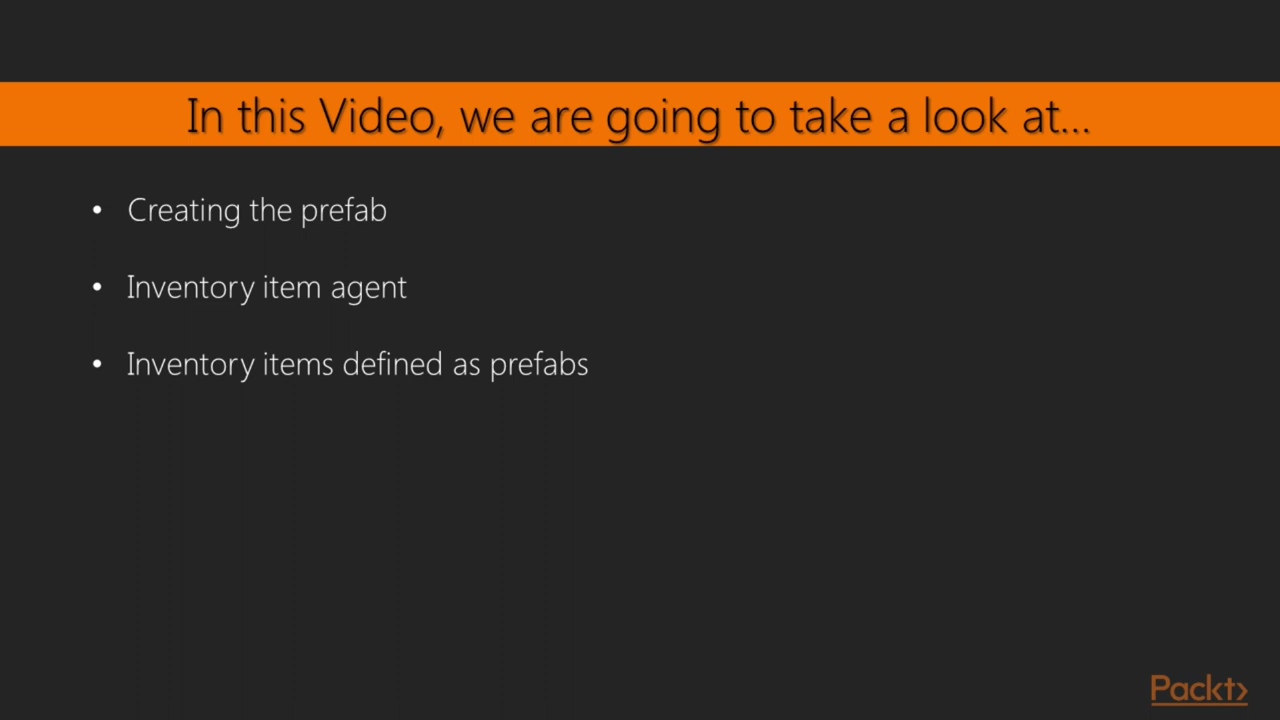 In this Video, we are going to take a look at...
• Creating the prefab
• Inventory item agent
• Inventory items defined as prefabs
Packt>